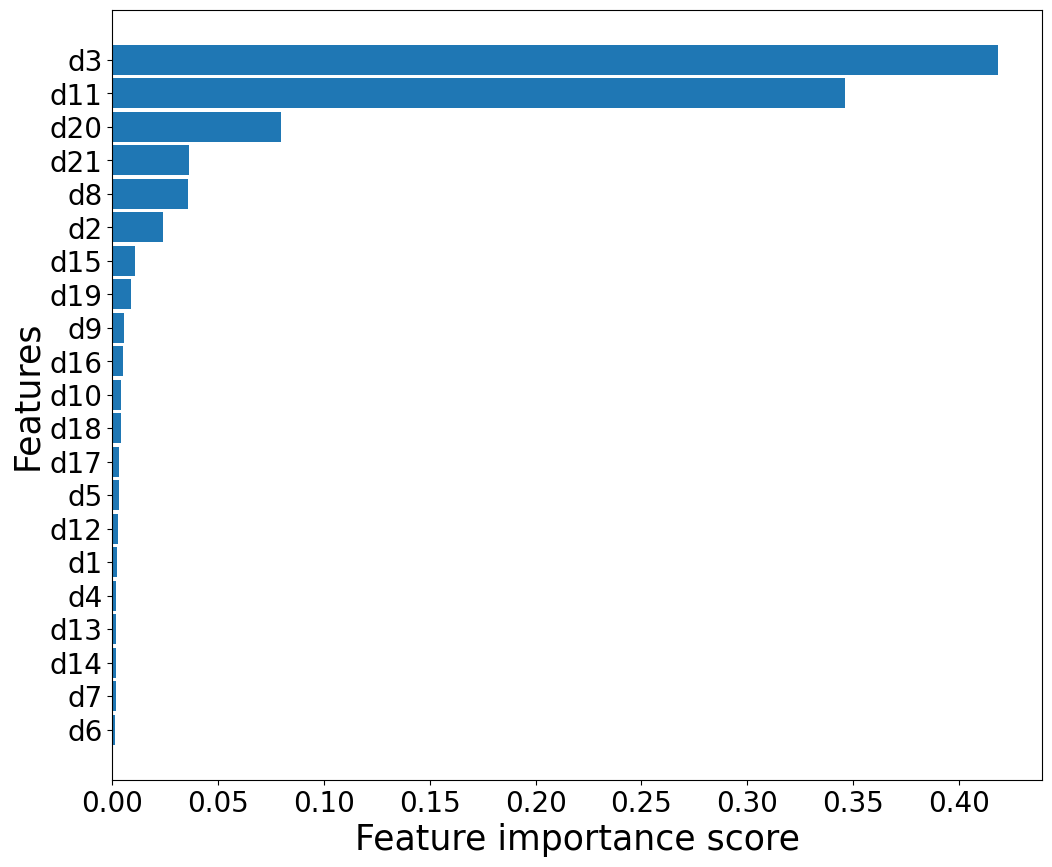 d3
d11
d20
d21
d8
d2
d15
d19
d9
d16
d10
d18
d17
d5
d12
d1
d4
d13
d14
d7
d6
Features
0.00 0.05 0.10 0.15 0.20 0.25 0.30 0.35 0.40
Feature importance score